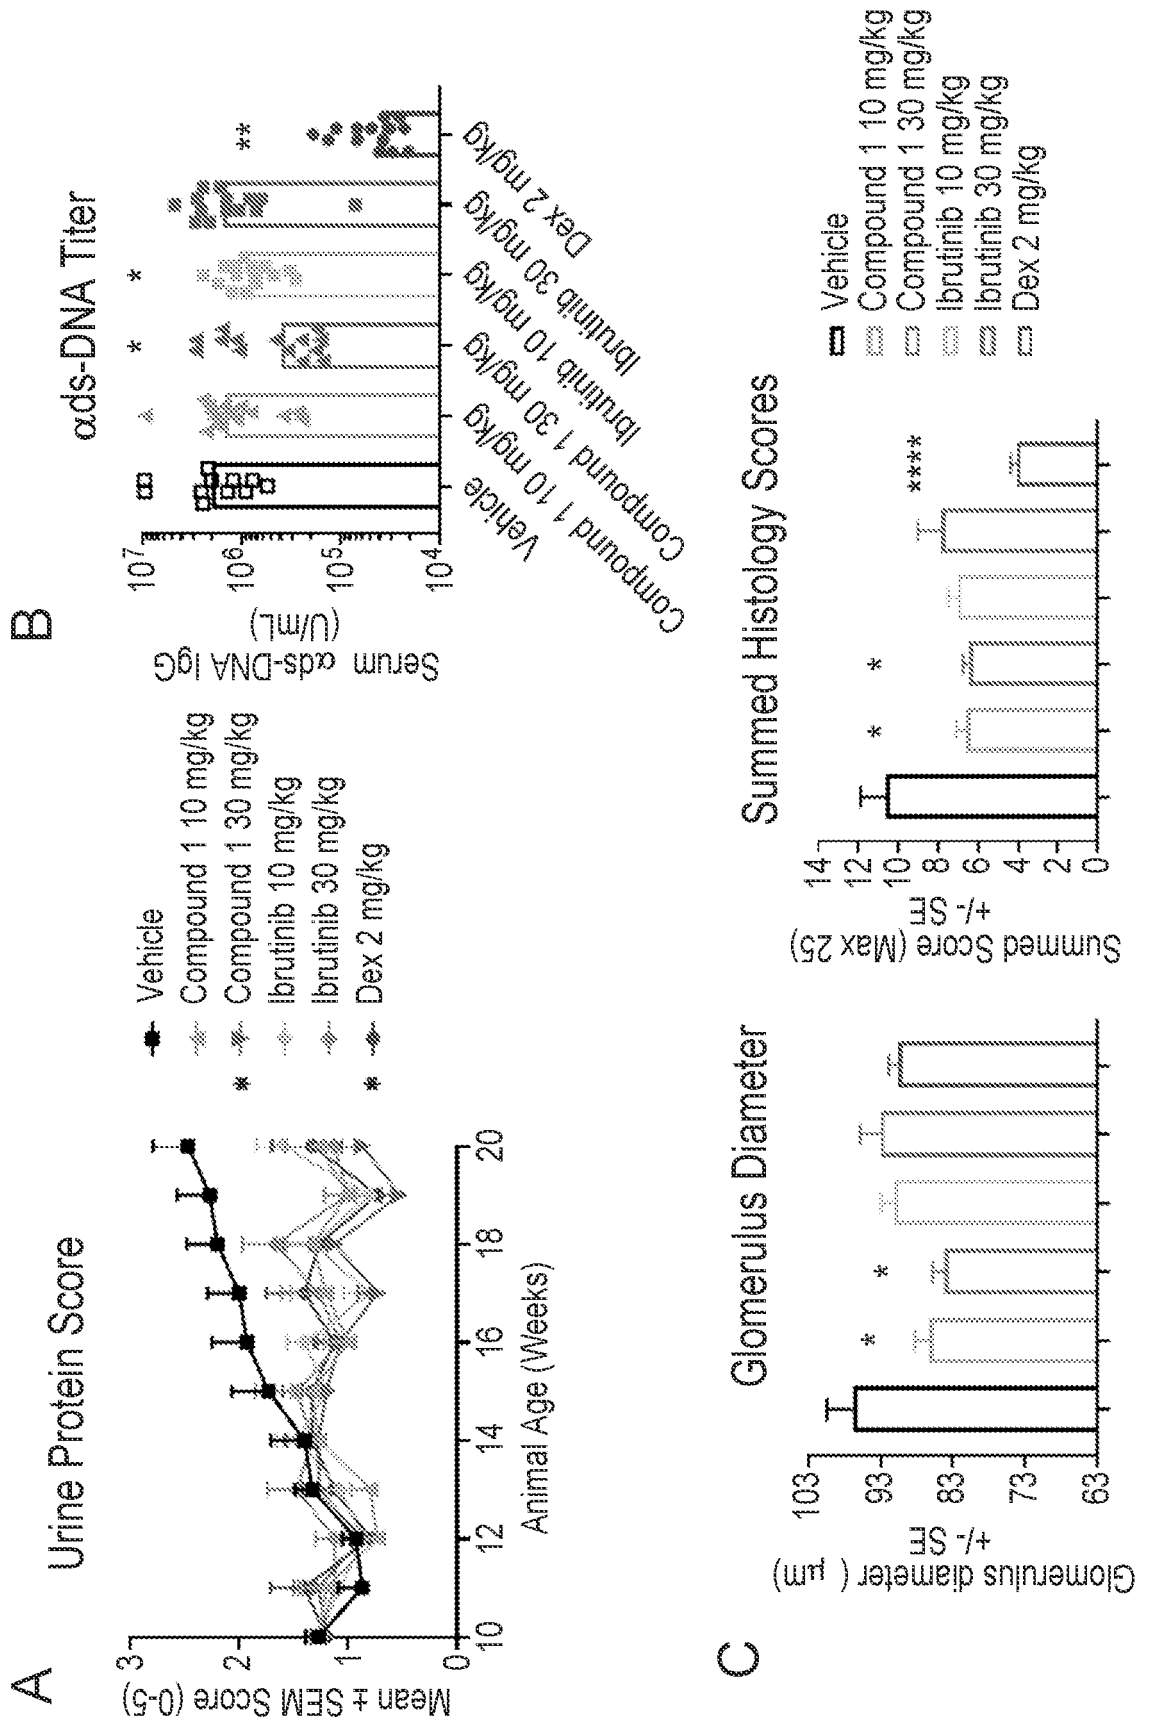 A
Urine Protein Score
Mean ± SEM Score (0-5)
3
2
1
0
10
12
14
16
18
20
Animal Age (Weeks)
Vehicle
Compound 1 10 mg/kg
* Compound 1 30 mg/kg
Ibrutinib 10 mg/kg
Ibrutinib 30 mg/kg
* Dex 2 mg/kg
B
αds-DNA Titer
Serum αds-DNA IgG
(U/mL)
10⁷
10⁶
10⁵
10⁴
*
*
**
Vehicle
Compound 1 10 mg/kg
Compound 1 30 mg/kg
Ibrutinib 10 mg/kg
Ibrutinib 30 mg/kg
Dex 2 mg/kg
C
Glomerulus Diameter
Glomerulus diameter ( μm)
+/- SE
103
93
83
73
63
*
*
Summed Histology Scores
Summed Score (Max 25)
+/- SE
14
12
10
8
6
4
2
0
*
*
****
Vehicle
Compound 1 10 mg/kg
Compound 1 30 mg/kg
Ibrutinib 10 mg/kg
Ibrutinib 30 mg/kg
Dex 2 mg/kg